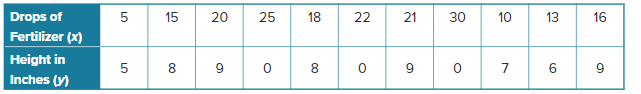 Drops of Fertilizer (x) 5 15 20 25 18 22 21 30 10 13 16
Height in Inches (y) 5 8 9 0 8 0 9 0 7 6 9